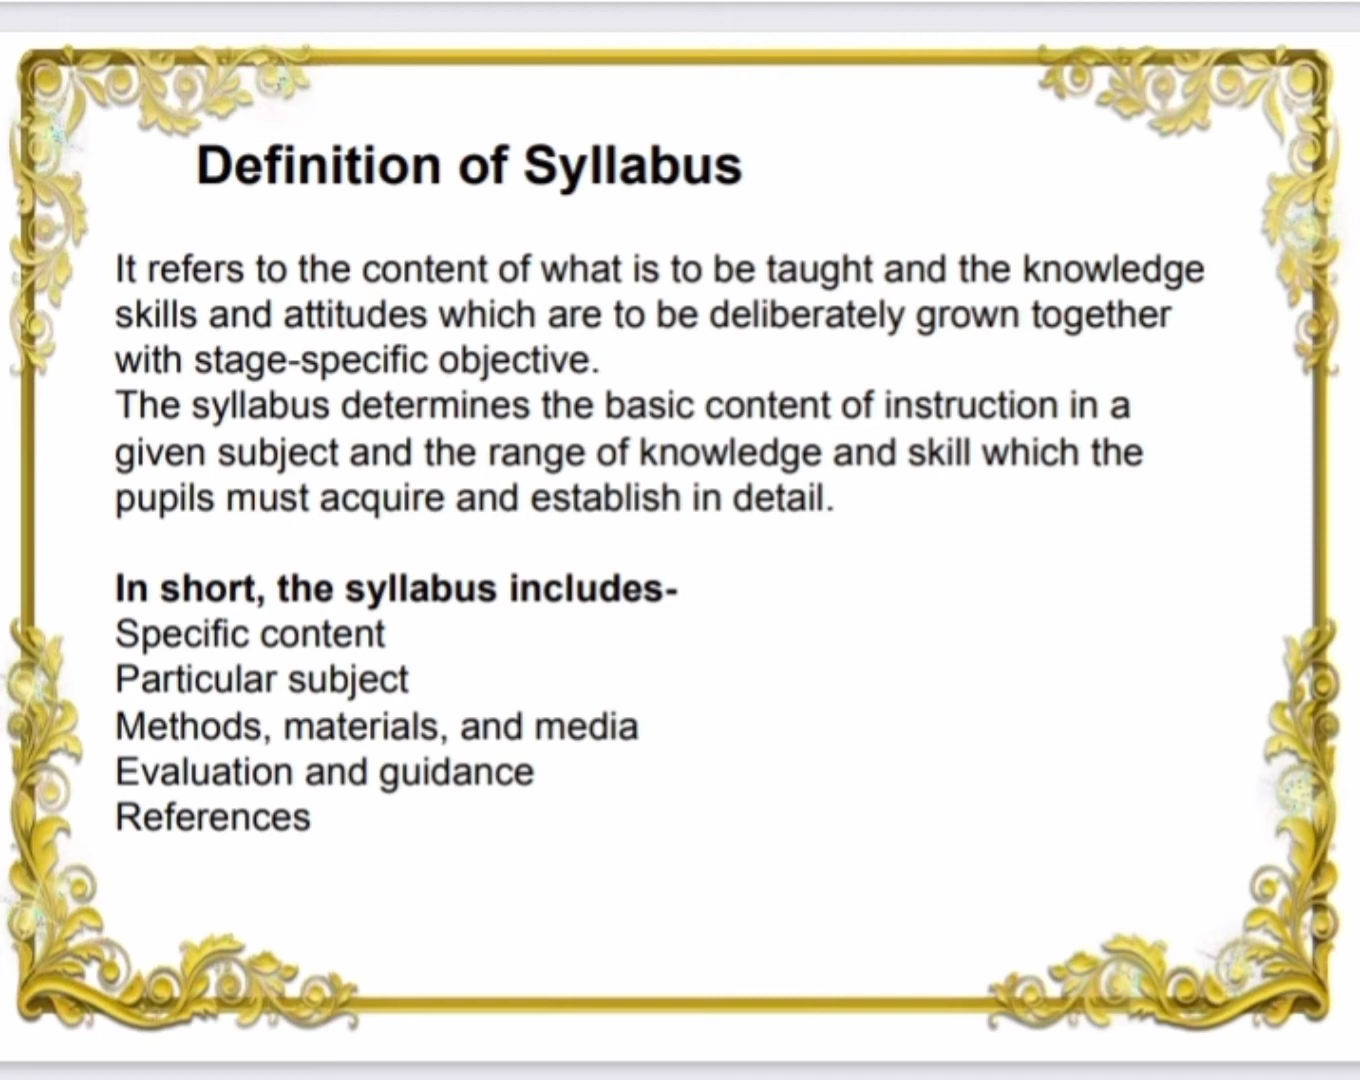 Definition of Syllabus
It refers to the content of what is to be taught and the knowledge
skills and attitudes which are to be deliberately grown together
with stage-specific objective.
The syllabus determines the basic content of instruction in a
given subject and the range of knowledge and skill which the
pupils must acquire and establish in detail.
In short, the syllabus includes-
Specific content
Particular subject
Methods, materials, and media
Evaluation and guidance
References